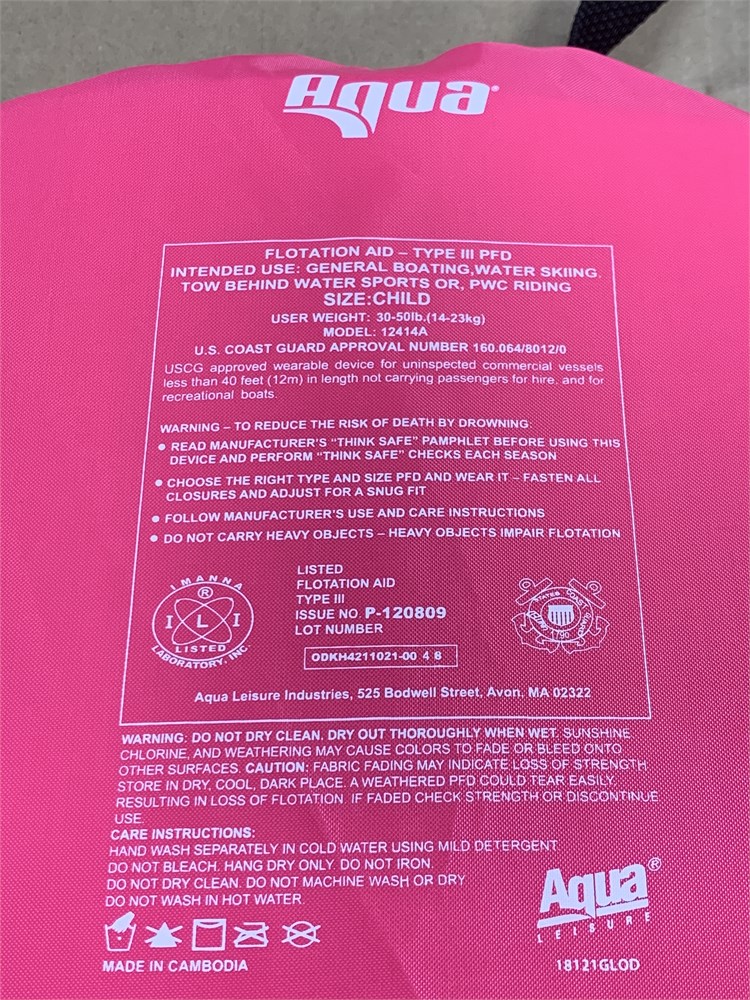 Aqua®
FLOTATION AID – TYPE III PFD
INTENDED USE: GENERAL BOATING,WATER SKIING.
TOW BEHIND WATER SPORTS OR, PWC RIDING
SIZE:CHILD
USER WEIGHT: 30-50lb.(14-23kg)
MODEL: 12414A
U.S. COAST GUARD APPROVAL NUMBER 160.064/8012/0
USCG approved wearable device for uninspected commercial vessels
less than 40 feet (12m) in length not carrying passengers for hire, and for
recreational boats.
WARNING – TO REDUCE THE RISK OF DEATH BY DROWNING:
● READ MANUFACTURER'S "THINK SAFE" PAMPHLET BEFORE USING THIS
DEVICE AND PERFORM "THINK SAFE" CHECKS EACH SEASON
● CHOOSE THE RIGHT TYPE AND SIZE PFD AND WEAR IT – FASTEN ALL
CLOSURES AND ADJUST FOR A SNUG FIT
● FOLLOW MANUFACTURER'S USE AND CARE INSTRUCTIONS
● DO NOT CARRY HEAVY OBJECTS – HEAVY OBJECTS IMPAIR FLOTATION
IMANNA
®
I L I
LISTED
LABORATORY, INC.
LISTED
FLOTATION AID
TYPE III
ISSUE NO. P-120809
LOT NUMBER
ODKH4211021-00 4 8
STATES COAST GUARD
1790
Aqua Leisure Industries, 525 Bodwell Street, Avon, MA 02322
WARNING: DO NOT DRY CLEAN. DRY OUT THOROUGHLY WHEN WET. SUNSHINE,
CHLORINE, AND WEATHERING MAY CAUSE COLORS TO FADE OR BLEED ONTO
OTHER SURFACES. CAUTION: FABRIC FADING MAY INDICATE LOSS OF STRENGTH
STORE IN DRY, COOL, DARK PLACE. A WEATHERED PFD COULD TEAR EASILY,
RESULTING IN LOSS OF FLOTATION. IF FADED CHECK STRENGTH OR DISCONTINUE
USE.
CARE INSTRUCTIONS:
HAND WASH SEPARATELY IN COLD WATER USING MILD DETERGENT
DO NOT BLEACH. HANG DRY ONLY. DO NOT IRON.
DO NOT DRY CLEAN. DO NOT MACHINE WASH OR DRY
DO NOT WASH IN HOT WATER.
MADE IN CAMBODIA
Aqua®
LEISURE
18121GLOD